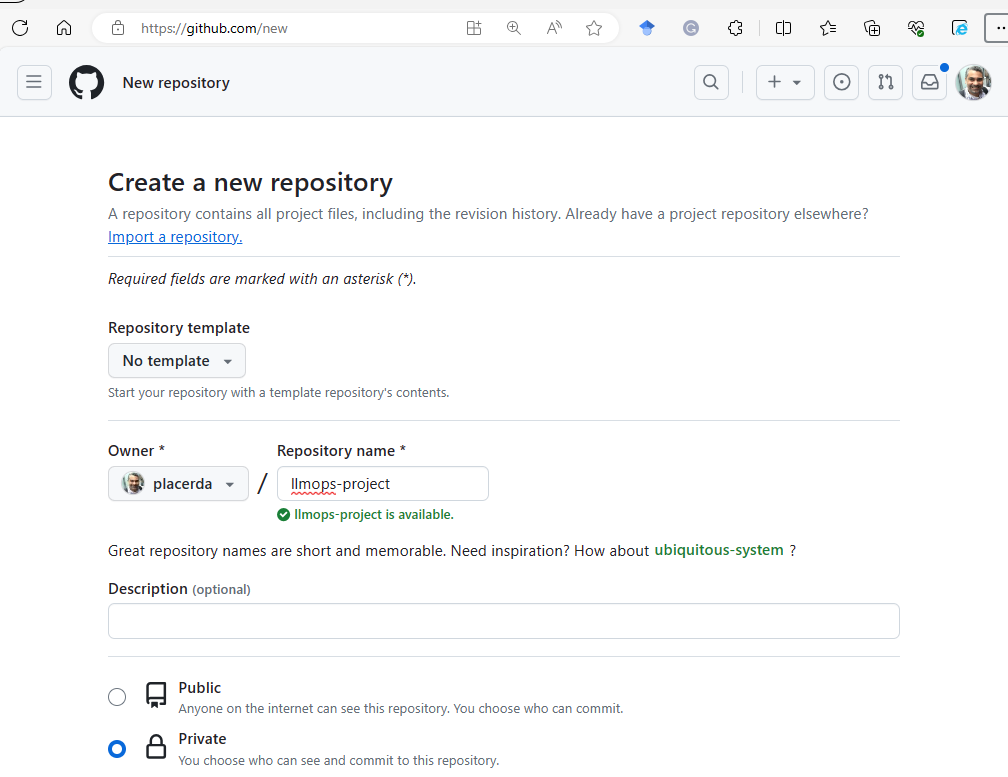 https://github.com/new
New repository
Create a new repository
A repository contains all project files, including the revision history. Already have a project repository elsewhere?
Import a repository.
Required fields are marked with an asterisk (*).
Repository template
No template
Start your repository with a template repository's contents.
Owner * Repository name *
placerda / llmops-project
llmops-project is available.
Great repository names are short and memorable. Need inspiration? How about ubiquitous-system ?
Description (optional)
Public
Anyone on the internet can see this repository. You choose who can commit.
Private
You choose who can see and commit to this repository.